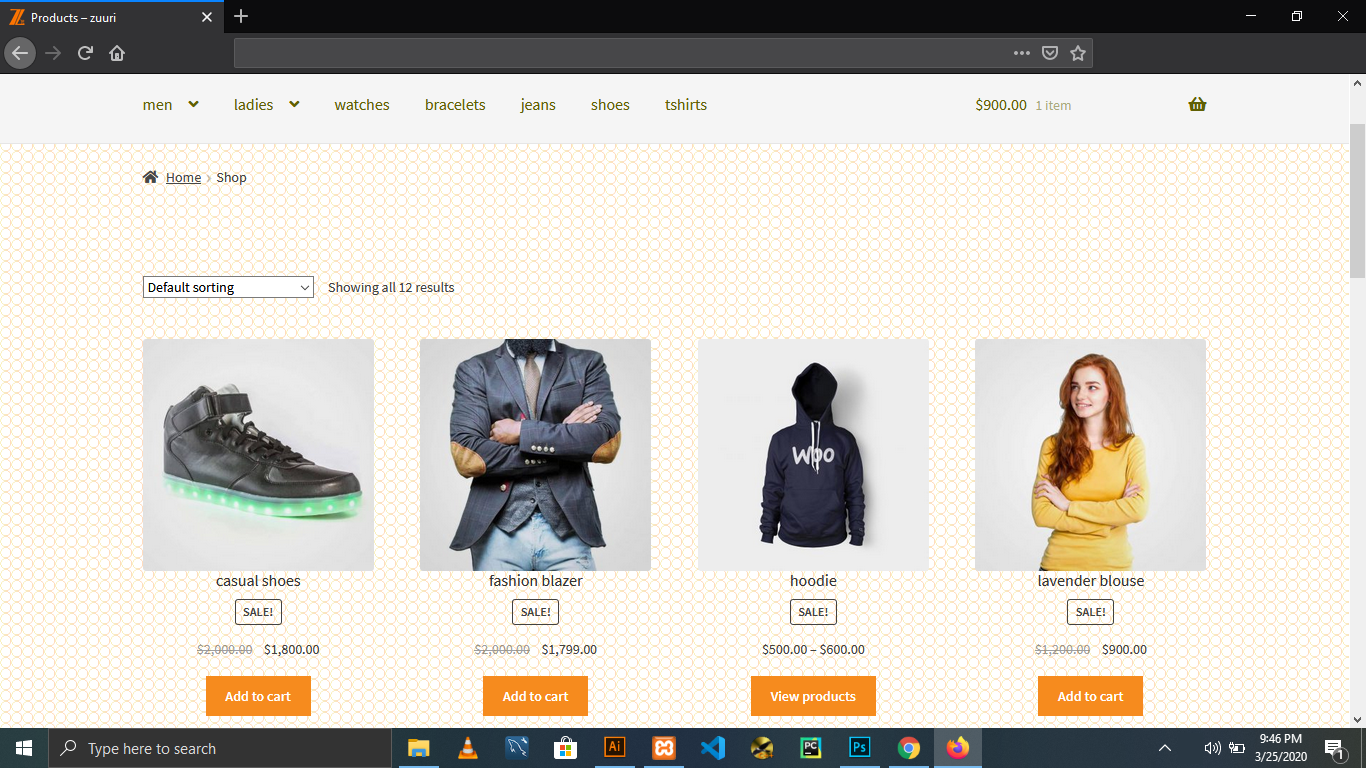 Products – zuuri
men ladies watches bracelets jeans shoes tshirts $900.00 1 item
Home › Shop
Default sorting Showing all 12 results
Woo
casual shoes fashion blazer hoodie lavender blouse
SALE! SALE! SALE! SALE!
$2,000.00 $1,800.00 $2,000.00 $1,799.00 $500.00 – $600.00 $1,200.00 $900.00
Add to cart Add to cart View products Add to cart
Type here to search Ai PC Ps 9:46 PM
3/25/2020 1